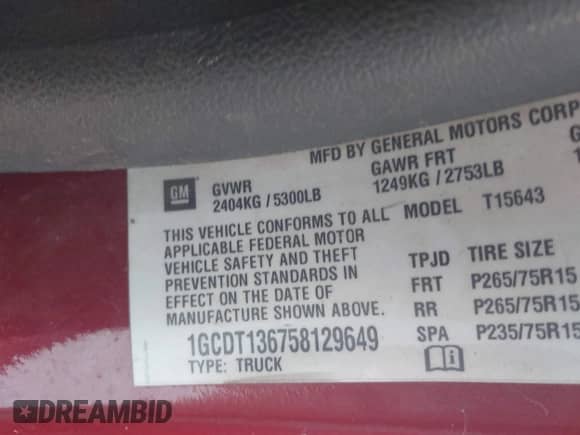 MFD BY GENERAL MOTORS CORP
GM
GVWR
2404KG / 5300LB
GAWR FRT
1249KG / 2753LB
THIS VEHICLE CONFORMS TO ALL
APPLICABLE FEDERAL MOTOR
VEHICLE SAFETY AND THEFT
PREVENTION STANDARDS IN
EFFECT ON THE DATE OF
MANUFACTURE SHOWN ABOVE.
MODEL T15643
TPJD TIRE SIZE
FRT P265/75R15
RR P265/75R15
SPA P235/75R15
1GCDT136758129649
TYPE: TRUCK
i
DREAMBID